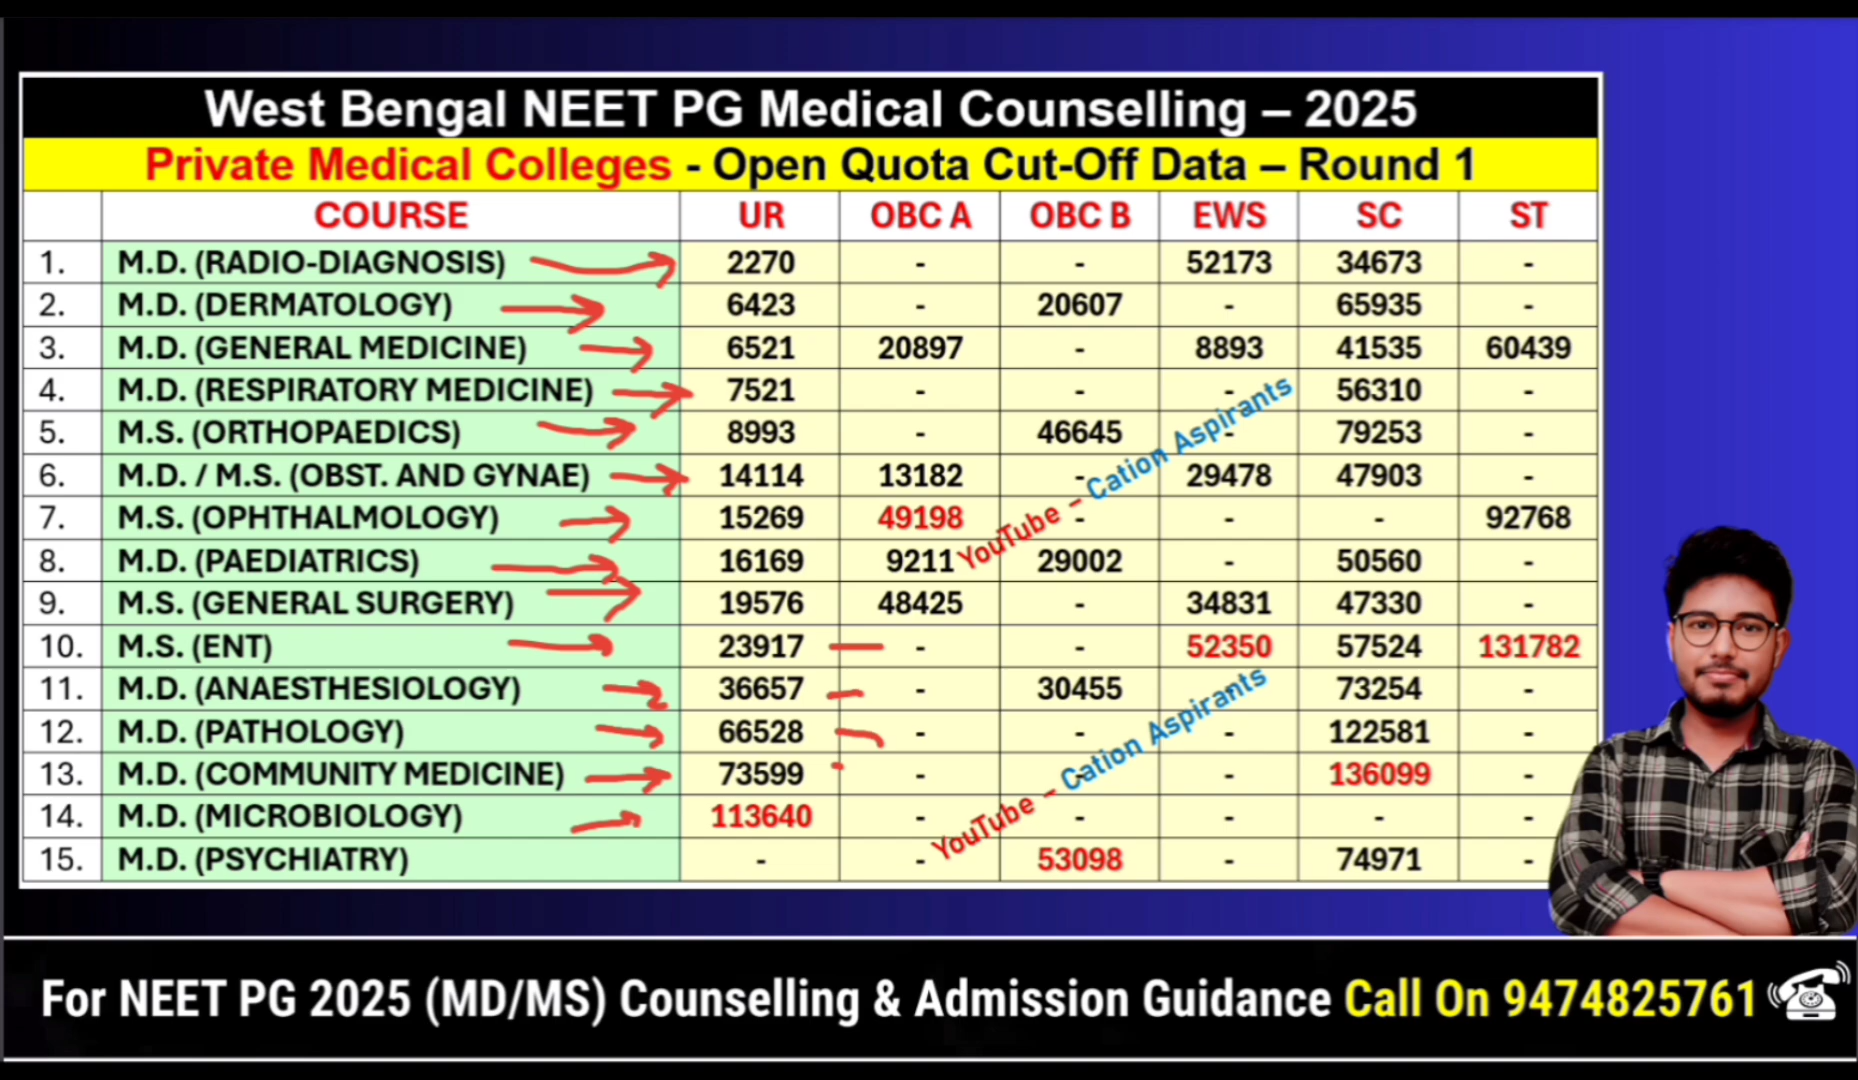 West Bengal NEET PG Medical Counselling – 2025
Private Medical Colleges - Open Quota Cut-Off Data – Round 1
COURSE UR OBC A OBC B EWS SC ST
1. M.D. (RADIO-DIAGNOSIS) 2270 - - 52173 34673 -
2. M.D. (DERMATOLOGY) 6423 - 20607 - 65935 -
3. M.D. (GENERAL MEDICINE) 6521 20897 - 8893 41535 60439
4. M.D. (RESPIRATORY MEDICINE) 7521 - - - 56310 -
5. M.S. (ORTHOPAEDICS) 8993 - 46645 - 79253 -
6. M.D. / M.S. (OBST. AND GYNAE) 14114 13182 - 29478 47903 -
7. M.S. (OPHTHALMOLOGY) 15269 49198 - - - 92768
8. M.D. (PAEDIATRICS) 16169 9211 29002 - 50560 -
9. M.S. (GENERAL SURGERY) 19576 48425 - 34831 47330 -
10. M.S. (ENT) 23917 - - 52350 57524 131782
11. M.D. (ANAESTHESIOLOGY) 36657 - 30455 - 73254 -
12. M.D. (PATHOLOGY) 66528 - - - 122581 -
13. M.D. (COMMUNITY MEDICINE) 73599 - - - 136099 -
14. M.D. (MICROBIOLOGY) 113640 - - - - -
15. M.D. (PSYCHIATRY) - - 53098 - 74971 -
YouTube – Cation Aspirants
YouTube – Cation Aspirants
For NEET PG 2025 (MD/MS) Counselling & Admission Guidance Call On 9474825761